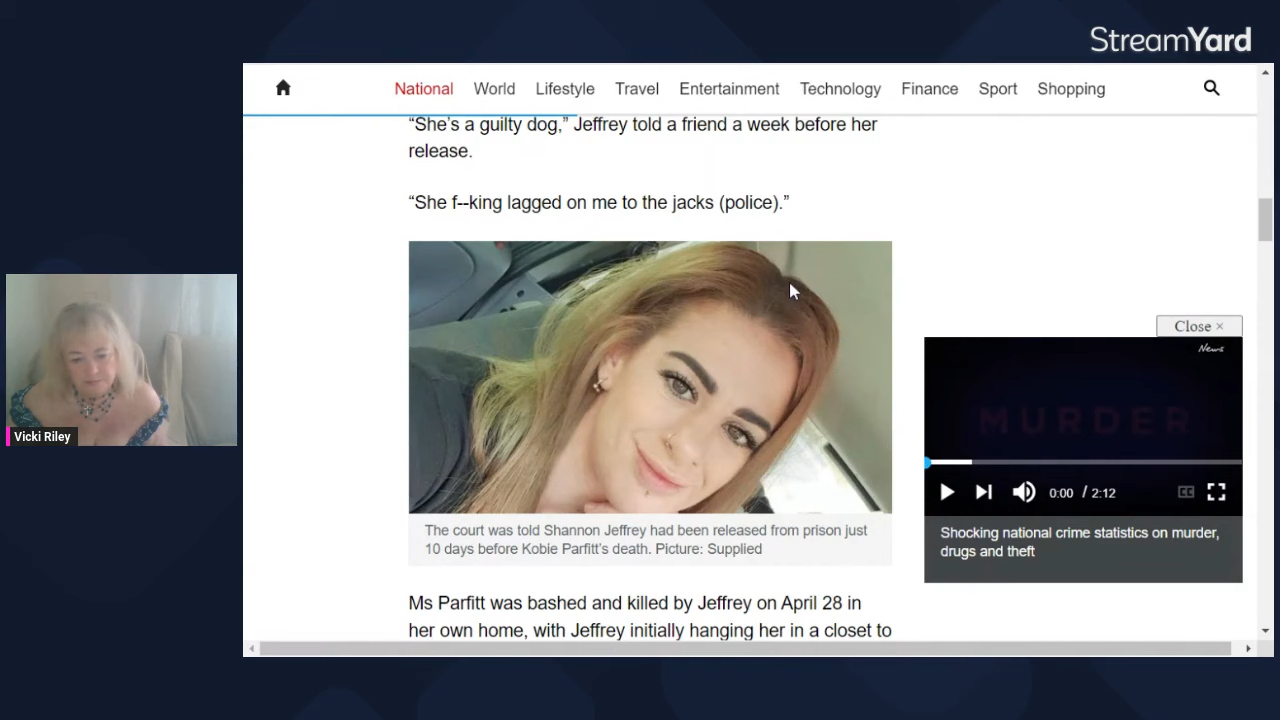 StreamYard
National World Lifestyle Travel Entertainment Technology Finance Sport Shopping
“She’s a guilty dog,” Jeffrey told a friend a week before her
release.
“She f--king lagged on me to the jacks (police).”
The court was told Shannon Jeffrey had been released from prison just
10 days before Kobie Parfitt’s death. Picture: Supplied
Ms Parfitt was bashed and killed by Jeffrey on April 28 in
her own home, with Jeffrey initially hanging her in a closet to
Close ×
News
MURDER
0:00 / 2:12
CC
Shocking national crime statistics on murder,
drugs and theft
Vicki Riley